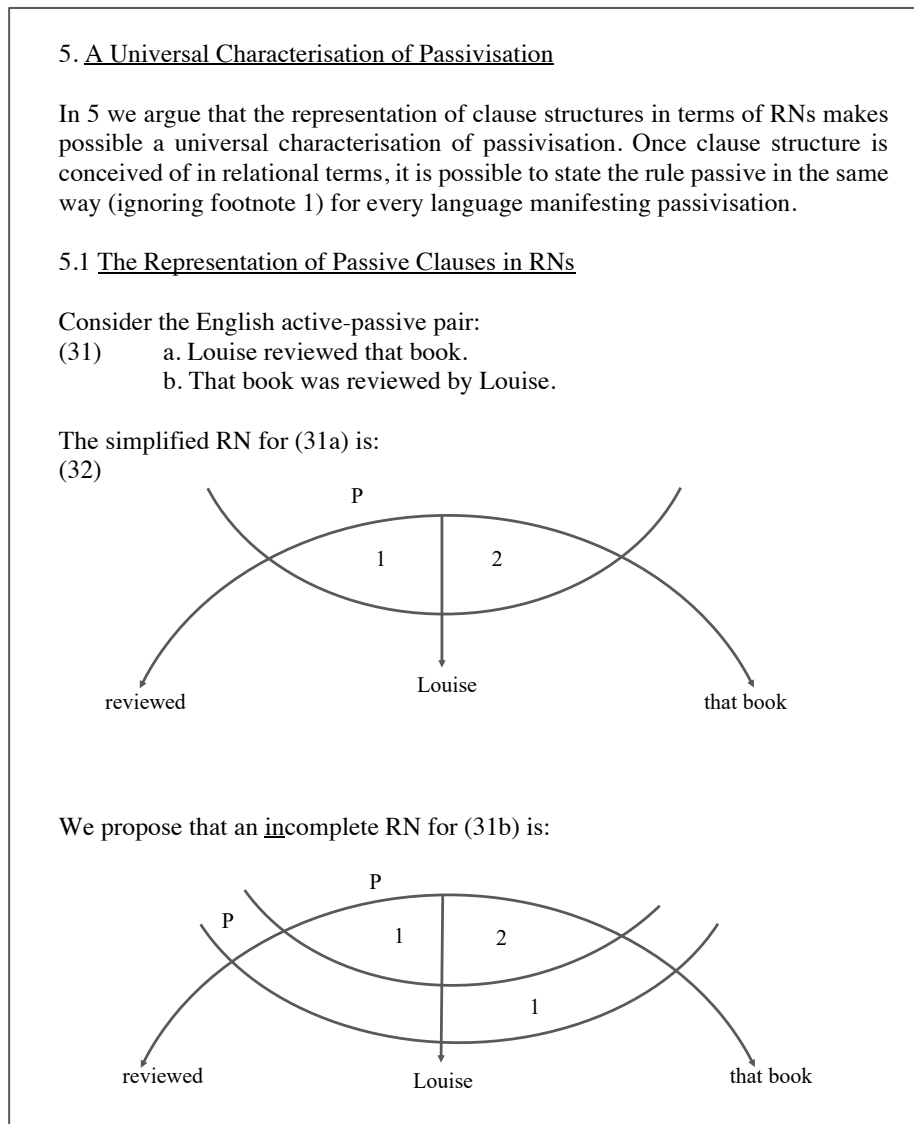 5. A Universal Characterisation of Passivisation
In 5 we argue that the representation of clause structures in terms of RNs makes
possible a universal characterisation of passivisation. Once clause structure is
conceived of in relational terms, it is possible to state the rule passive in the same
way (ignoring footnote 1) for every language manifesting passivisation.
5.1 The Representation of Passive Clauses in RNs
Consider the English active-passive pair:
(31) a. Louise reviewed that book.
b. That book was reviewed by Louise.
The simplified RN for (31a) is:
(32)
P
1 2
reviewed Louise that book
We propose that an incomplete RN for (31b) is:
P
P
1 2
1
reviewed Louise that book